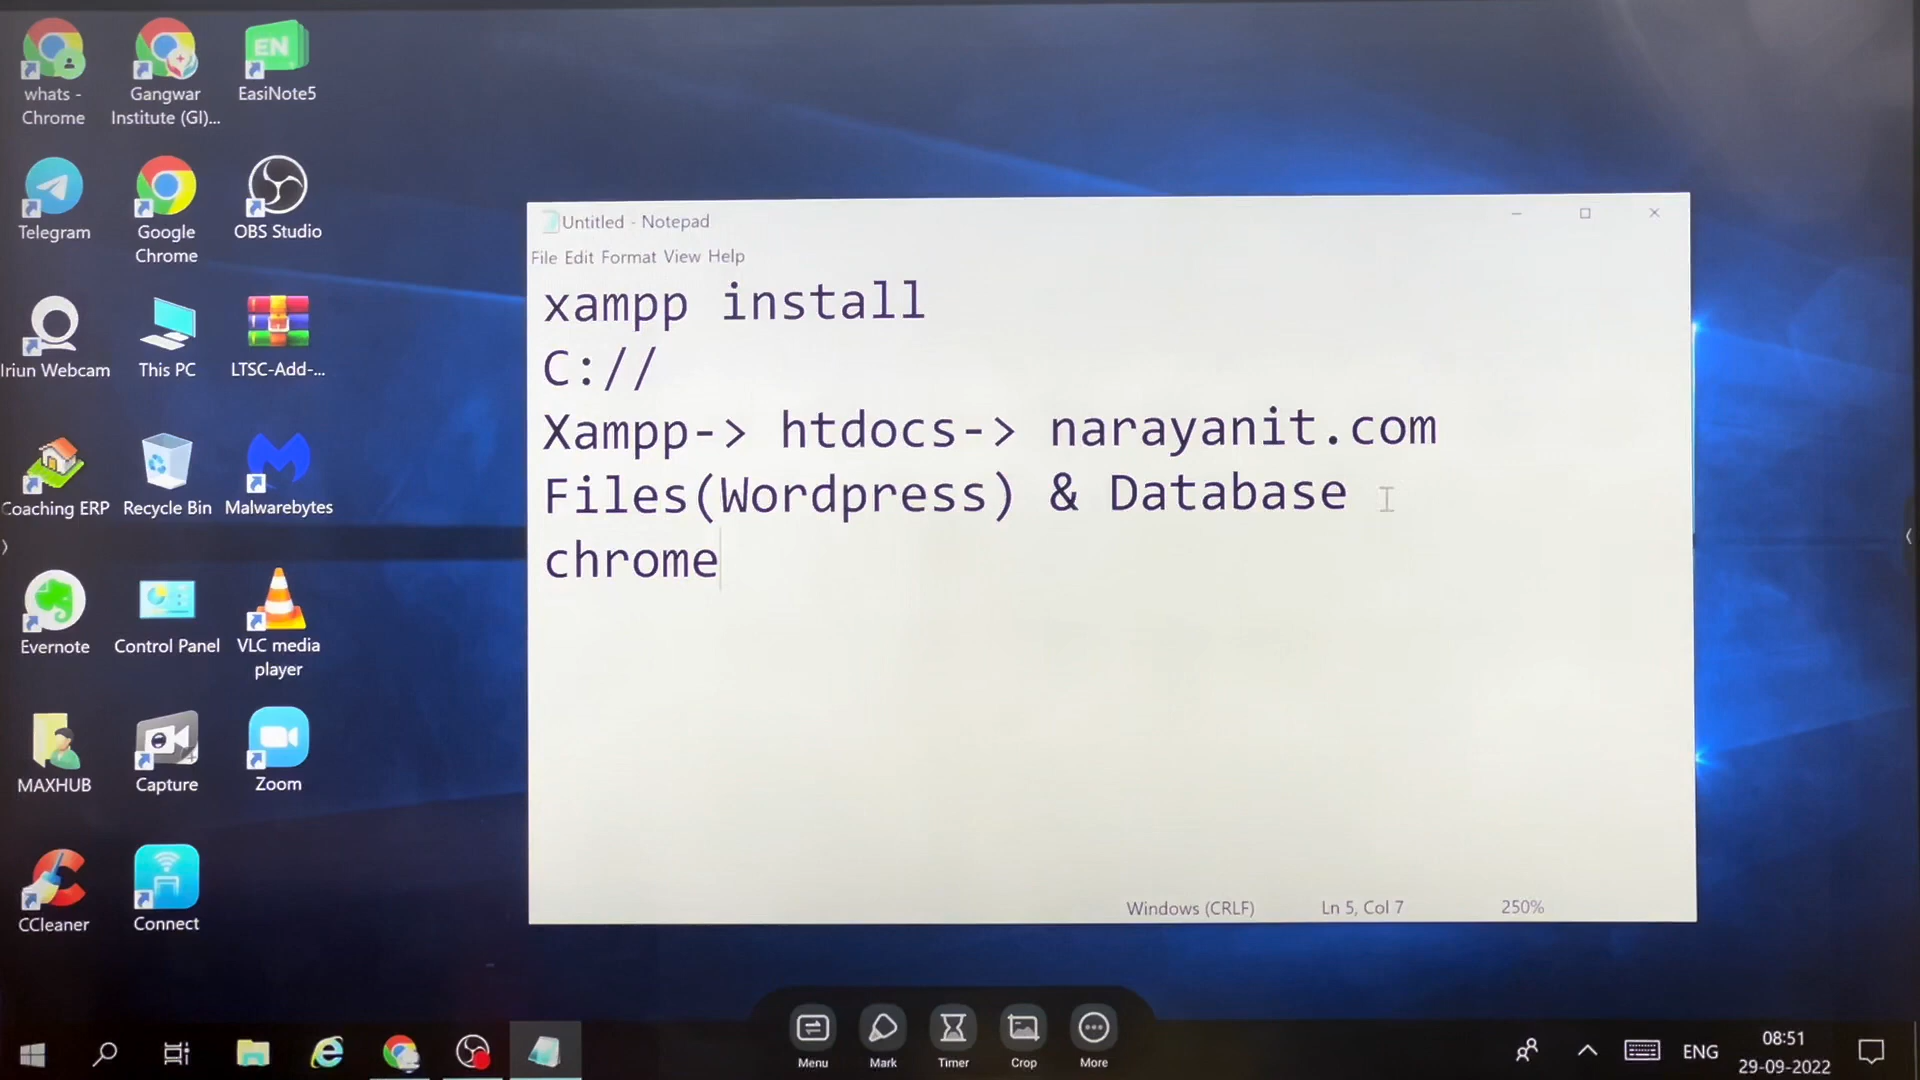 whats -
Chrome
Gangwar
Institute (GI)...
EN
EasiNote5
Telegram
Google
Chrome
OBS Studio
Iriun Webcam
This PC
LTSC-Add-...
Coaching ERP
Recycle Bin
Malwarebytes
Evernote
Control Panel
VLC media
player
MAXHUB
Capture
Zoom
CCleaner
Connect
Untitled - Notepad
File Edit Format View Help
xampp install
C://
Xampp-> htdocs-> narayanit.com
Files(Wordpress) & Database
chrome
Windows (CRLF)
Ln 5, Col 7
250%
Menu
Mark
Timer
Crop
More
ENG
08:51
29-09-2022